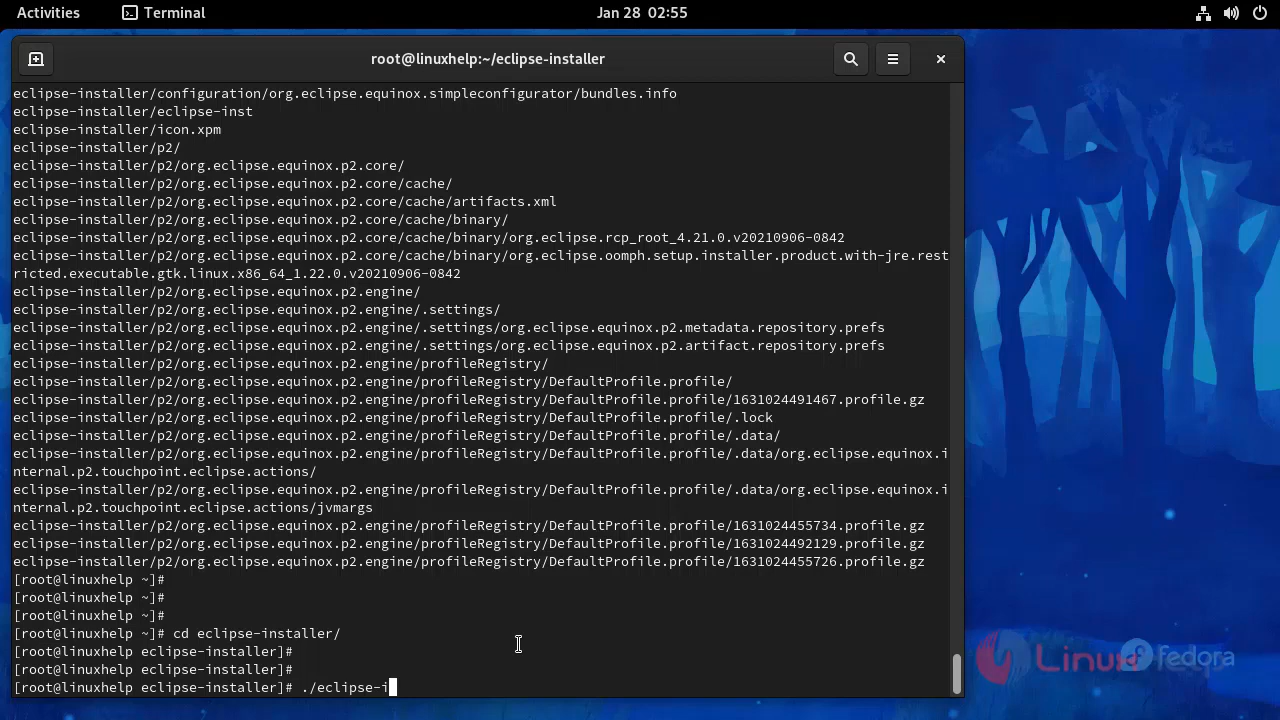 Activities Terminal Jan 28 02:55
root@linuxhelp:~/eclipse-installer
eclipse-installer/configuration/org.eclipse.equinox.simpleconfigurator/bundles.info
eclipse-installer/eclipse-inst
eclipse-installer/icon.xpm
eclipse-installer/p2/
eclipse-installer/p2/org.eclipse.equinox.p2.core/
eclipse-installer/p2/org.eclipse.equinox.p2.core/cache/
eclipse-installer/p2/org.eclipse.equinox.p2.core/cache/artifacts.xml
eclipse-installer/p2/org.eclipse.equinox.p2.core/cache/binary/
eclipse-installer/p2/org.eclipse.equinox.p2.core/cache/binary/org.eclipse.rcp_root_4.21.0.v20210906-0842
eclipse-installer/p2/org.eclipse.equinox.p2.core/cache/binary/org.eclipse.oomph.setup.installer.product.with-jre.rest
ricted.executable.gtk.linux.x86_64_1.22.0.v20210906-0842
eclipse-installer/p2/org.eclipse.equinox.p2.engine/
eclipse-installer/p2/org.eclipse.equinox.p2.engine/.settings/
eclipse-installer/p2/org.eclipse.equinox.p2.engine/.settings/org.eclipse.equinox.p2.metadata.repository.prefs
eclipse-installer/p2/org.eclipse.equinox.p2.engine/.settings/org.eclipse.equinox.p2.artifact.repository.prefs
eclipse-installer/p2/org.eclipse.equinox.p2.engine/profileRegistry/
eclipse-installer/p2/org.eclipse.equinox.p2.engine/profileRegistry/DefaultProfile.profile/
eclipse-installer/p2/org.eclipse.equinox.p2.engine/profileRegistry/DefaultProfile.profile/1631024491467.profile.gz
eclipse-installer/p2/org.eclipse.equinox.p2.engine/profileRegistry/DefaultProfile.profile/.lock
eclipse-installer/p2/org.eclipse.equinox.p2.engine/profileRegistry/DefaultProfile.profile/.data/
eclipse-installer/p2/org.eclipse.equinox.p2.engine/profileRegistry/DefaultProfile.profile/.data/org.eclipse.equinox.i
nternal.p2.touchpoint.eclipse.actions/
eclipse-installer/p2/org.eclipse.equinox.p2.engine/profileRegistry/DefaultProfile.profile/.data/org.eclipse.equinox.i
nternal.p2.touchpoint.eclipse.actions/jvmargs
eclipse-installer/p2/org.eclipse.equinox.p2.engine/profileRegistry/DefaultProfile.profile/1631024455734.profile.gz
eclipse-installer/p2/org.eclipse.equinox.p2.engine/profileRegistry/DefaultProfile.profile/1631024492129.profile.gz
eclipse-installer/p2/org.eclipse.equinox.p2.engine/profileRegistry/DefaultProfile.profile/1631024455726.profile.gz
[root@linuxhelp ~]#
[root@linuxhelp ~]#
[root@linuxhelp ~]#
[root@linuxhelp ~]# cd eclipse-installer/
[root@linuxhelp eclipse-installer]#
[root@linuxhelp eclipse-installer]#
[root@linuxhelp eclipse-installer]# ./eclipse-i
Linux fedora